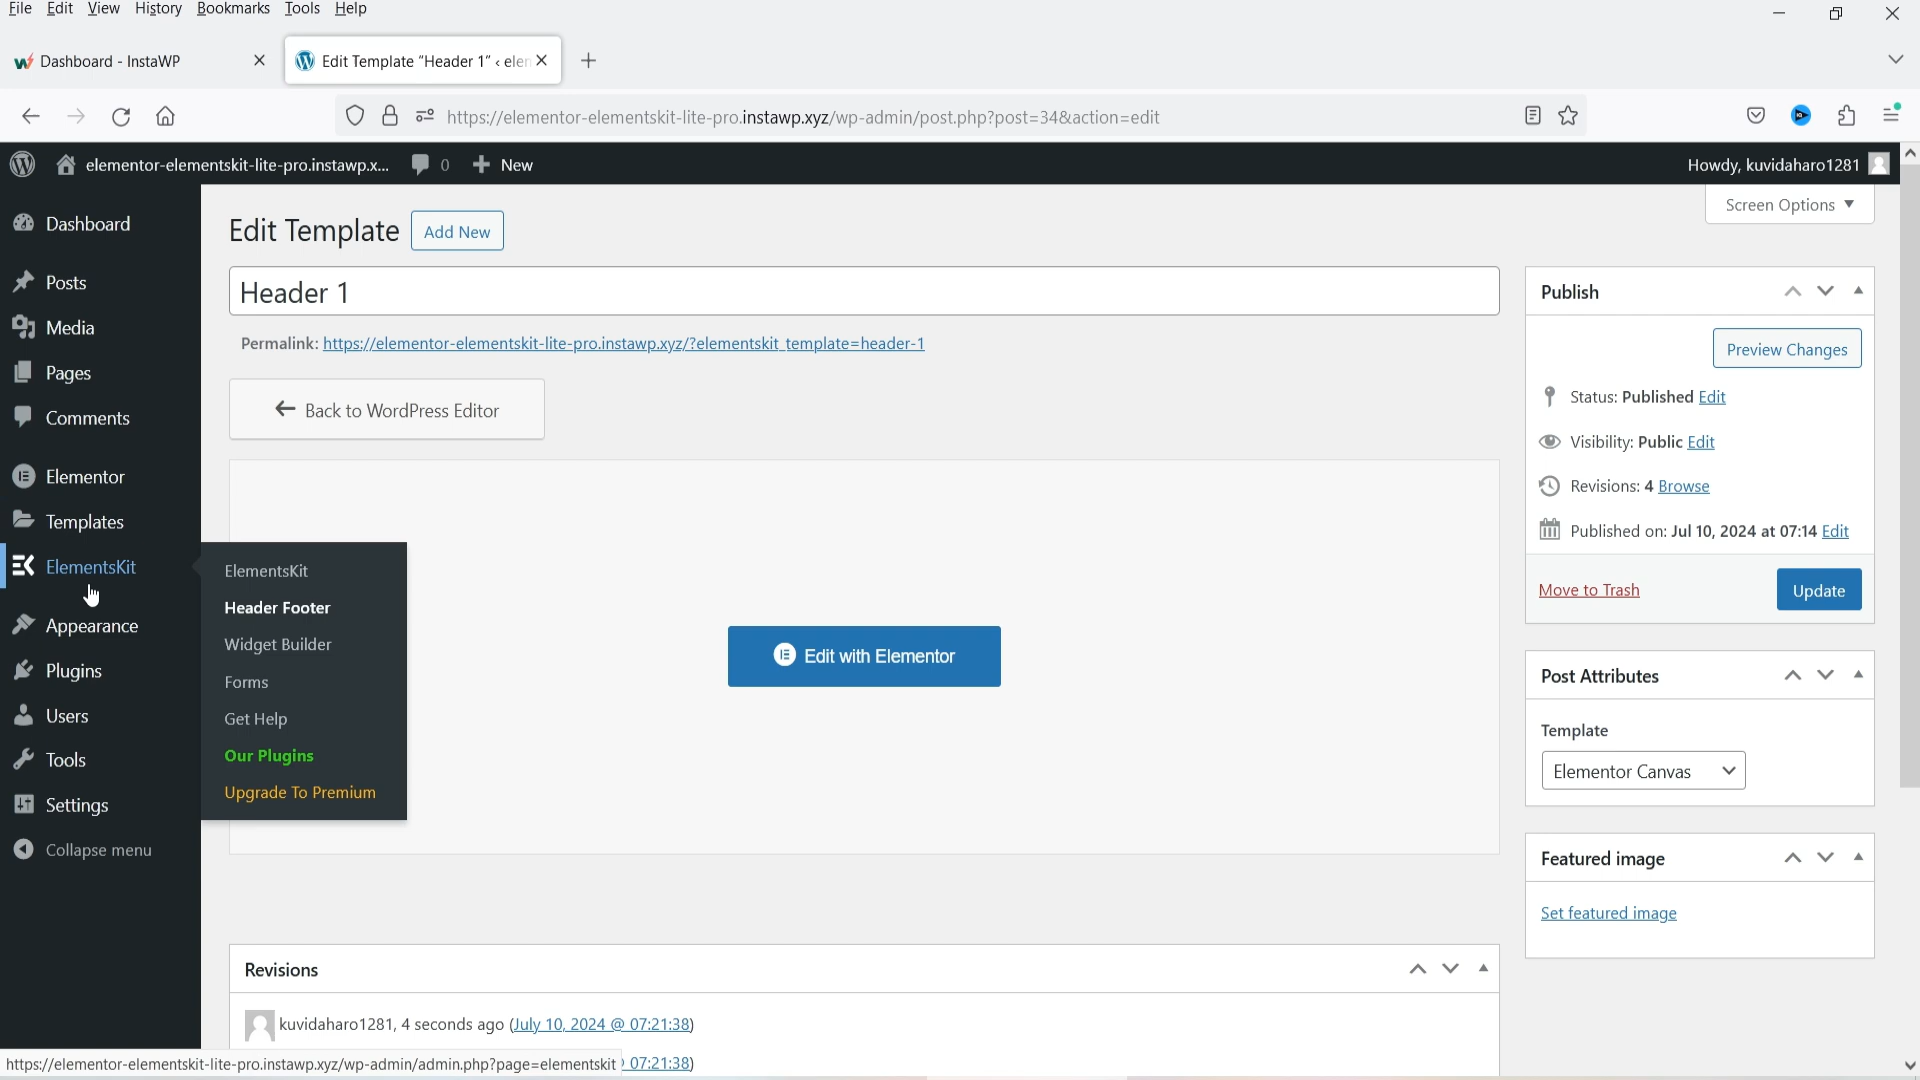 File Edit View History Bookmarks Tools Help
Dashboard - InstaWP
Edit Template "Header 1" ‹ elen
https://elementor-elementskit-lite-pro.instawp.xyz/wp-admin/post.php?post=34&action=edit
elementor-elementskit-lite-pro.instawp.x... 0 New
Howdy, kuvidaharo1281
Screen Options
Dashboard
Posts
Media
Pages
Comments
Elementor
Templates
ElementsKit
Appearance
Plugins
Users
Tools
Settings
Collapse menu
ElementsKit
Header Footer
Widget Builder
Forms
Get Help
Our Plugins
Upgrade To Premium
Edit Template Add New
Header 1
Permalink: https://elementor-elementskit-lite-pro.instawp.xyz/?elementskit_template=header-1
Back to WordPress Editor
Edit with Elementor
Revisions
kuvidaharo1281, 4 seconds ago (July 10, 2024 @ 07:21:38)
07:21:38)
Publish
Preview Changes
Status: Published Edit
Visibility: Public Edit
Revisions: 4 Browse
Published on: Jul 10, 2024 at 07:14 Edit
Move to Trash Update
Post Attributes
Template
Elementor Canvas
Featured image
Set featured image
https://elementor-elementskit-lite-pro.instawp.xyz/wp-admin/admin.php?page=elementskit